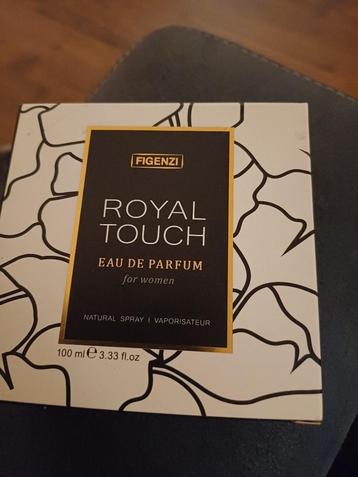 FIGENZI
ROYAL
TOUCH
EAU DE PARFUM
for women
NATURAL SPRAY | VAPORISATEUR
100 ml e 3.33 fl.oz